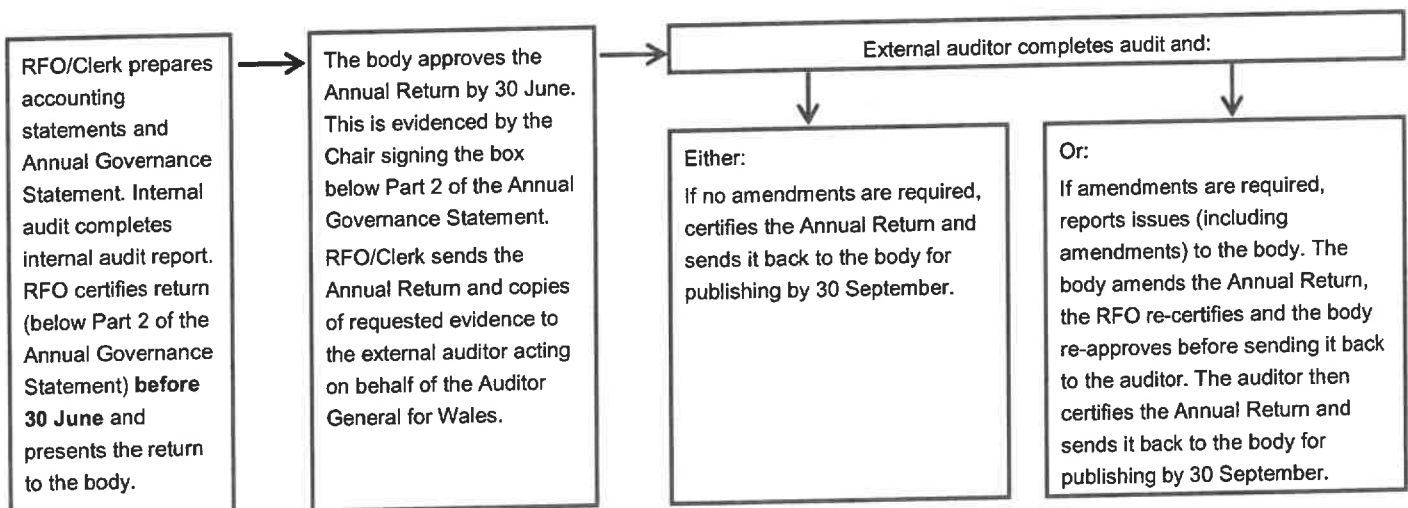 RFO/Clerk prepares
accounting
statements and
Annual Governance
Statement. Internal
audit completes
internal audit report.
RFO certifies return
(below Part 2 of the
Annual Governance
Statement) before
30 June and
presents the return
to the body.
The body approves the
Annual Return by 30 June.
This is evidenced by the
Chair signing the box
below Part 2 of the Annual
Governance Statement.
RFO/Clerk sends the
Annual Return and copies
of requested evidence to
the external auditor acting
on behalf of the Auditor
General for Wales.
External auditor completes audit and:
Either:
If no amendments are required,
certifies the Annual Return and
sends it back to the body for
publishing by 30 September.
Or:
If amendments are required,
reports issues (including
amendments) to the body. The
body amends the Annual Return,
the RFO re-certifies and the body
re-approves before sending it back
to the auditor. The auditor then
certifies the Annual Return and
sends it back to the body for
publishing by 30 September.